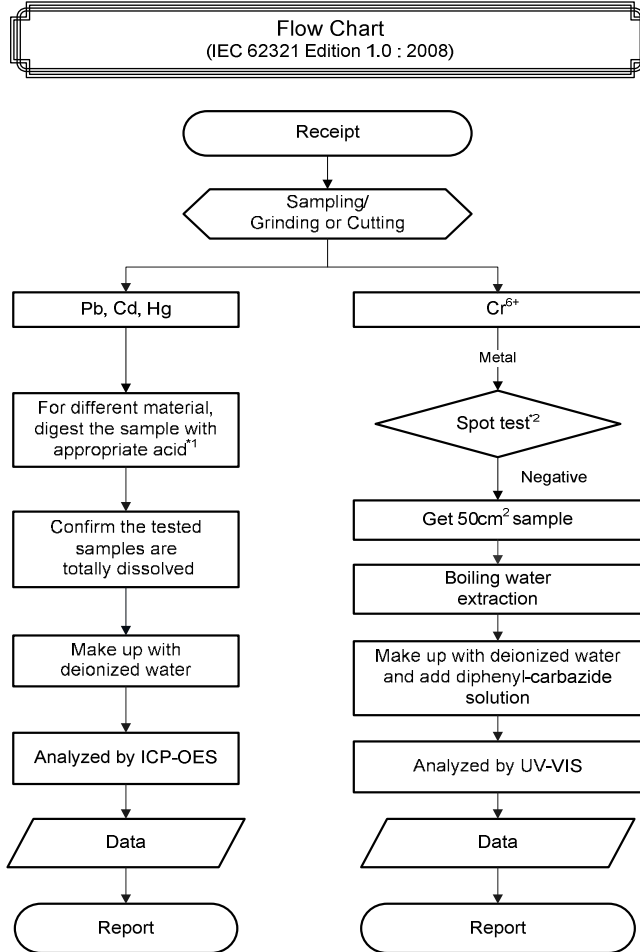 Flow Chart
(IEC 62321 Edition 1.0 : 2008)
Receipt
Sampling/
Grinding or Cutting
Pb, Cd, Hg
For different material,
digest the sample with
appropriate acid*1
Confirm the tested
samples are
totally dissolved
Make up with
deionized water
Analyzed by ICP-OES
Data
Report
Cr6+
Metal
Spot test*2
Negative
Get 50cm2 sample
Boiling water
extraction
Make up with deionized water
and add diphenyl-carbazide
solution
Analyzed by UV-VIS
Data
Report